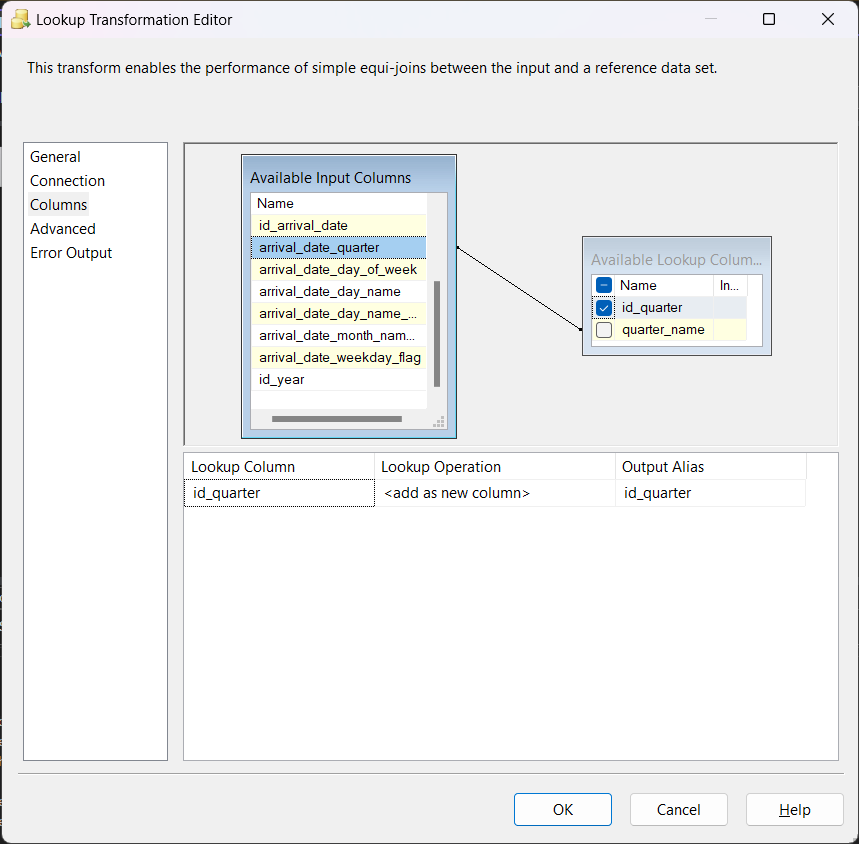 Lookup Transformation Editor
This transform enables the performance of simple equi-joins between the input and a reference data set.
General
Connection
Columns
Advanced
Error Output
Available Input Columns
Name
id_arrival_date
arrival_date_quarter
arrival_date_day_of_week
arrival_date_day_name
arrival_date_day_name_...
arrival_date_month_nam...
arrival_date_weekday_flag
id_year
Available Lookup Colum...
Name In...
id_quarter
quarter_name
Lookup Column Lookup Operation Output Alias
id_quarter <add as new column> id_quarter
OK Cancel Help